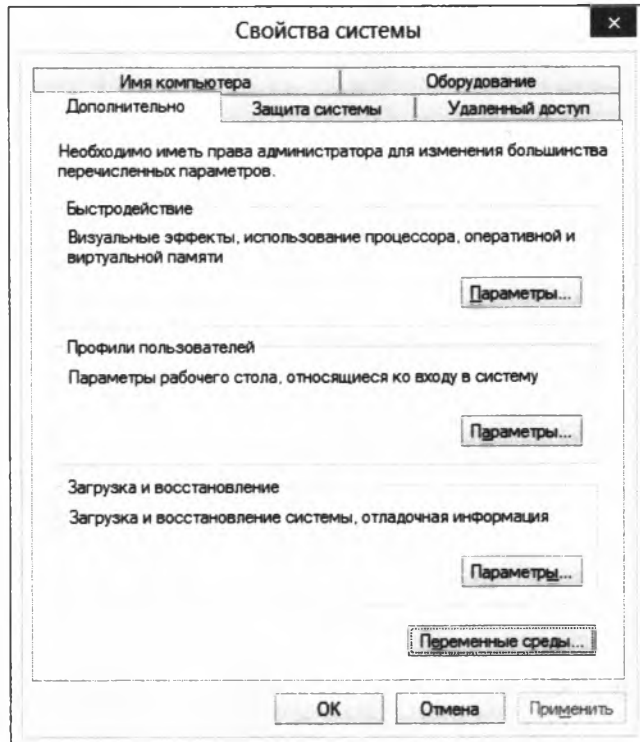 Свойства системы
Имя компьютера
Оборудование
Дополнительно
Защита системы
Удаленный доступ
Необходимо иметь права администратора для изменения большинства
перечисленных параметров.
Быстродействие
Визуальные эффекты, использование процессора, оперативной и
виртуальной памяти
Параметры...
Профили пользователей
Параметры рабочего стола, относящиеся ко входу в систему
Параметры...
Загрузка и восстановление
Загрузка и восстановление системы, отладочная информация
Параметры...
Переменные среды...
ОК
Отмена
Применить